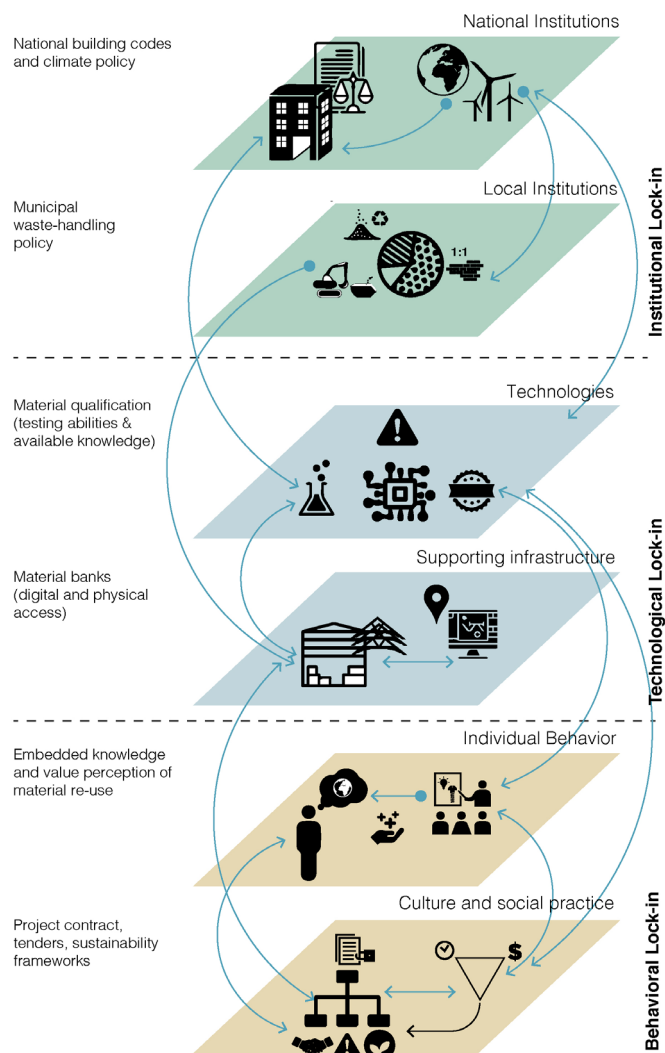 National Institutions
National building codes
and climate policy
Local Institutions
Municipal
waste-handling
policy
1:1
Institutional Lock-in
Technologies
Material qualification
(testing abilities &
available knowledge)
Supporting infrastructure
Material banks
(digital and physical
access)
Technological Lock-in
Individual Behavior
Embedded knowledge
and value perception of
material re-use
Culture and social practice
Project contract,
tenders, sustainability
frameworks
$
Behavioral Lock-in